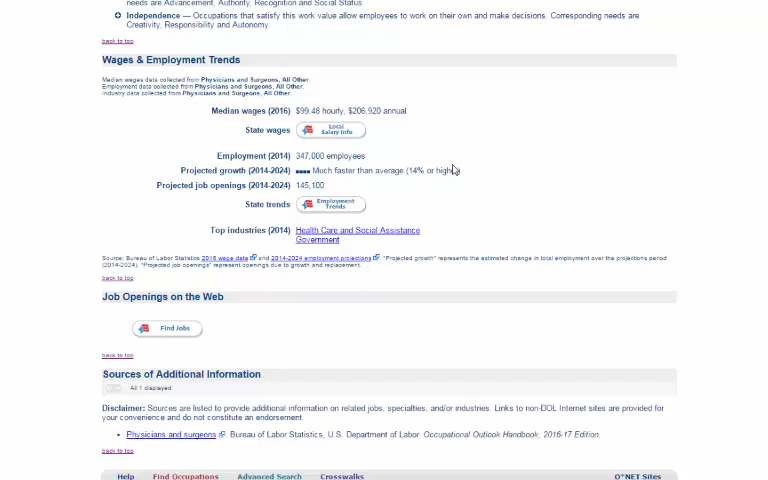 needs are Advancement, Authority, Recognition and Social Status.
Independence — Occupations that satisfy this work value allow employees to work on their own and make decisions. Corresponding needs are
Creativity, Responsibility and Autonomy.
back to top
Wages & Employment Trends
Median wages data collected from Physicians and Surgeons, All Other.
Employment data collected from Physicians and Surgeons, All Other.
Industry data collected from Physicians and Surgeons, All Other.
Median wages (2016) $99.48 hourly, $206,920 annual
State wages Local Salary Info
Employment (2014) 347,000 employees
Projected growth (2014-2024) Much faster than average (14% or higher)
Projected job openings (2014-2024) 145,100
State trends Employment Trends
Top industries (2014) Health Care and Social Assistance
Government
Source: Bureau of Labor Statistics 2016 wage data and 2014-2024 employment projections. "Projected growth" represents the estimated change in total employment over the projections period
(2014-2024). "Projected job openings" represent openings due to growth and replacement.
back to top
Job Openings on the Web
Find Jobs
back to top
Sources of Additional Information
All 1 displayed
Disclaimer: Sources are listed to provide additional information on related jobs, specialties, and/or industries. Links to non-DOL Internet sites are provided for
your convenience and do not constitute an endorsement.
Physicians and surgeons. Bureau of Labor Statistics, U.S. Department of Labor. Occupational Outlook Handbook, 2016-17 Edition.
back to top
Help Find Occupations Advanced Search Crosswalks O*NET Sites